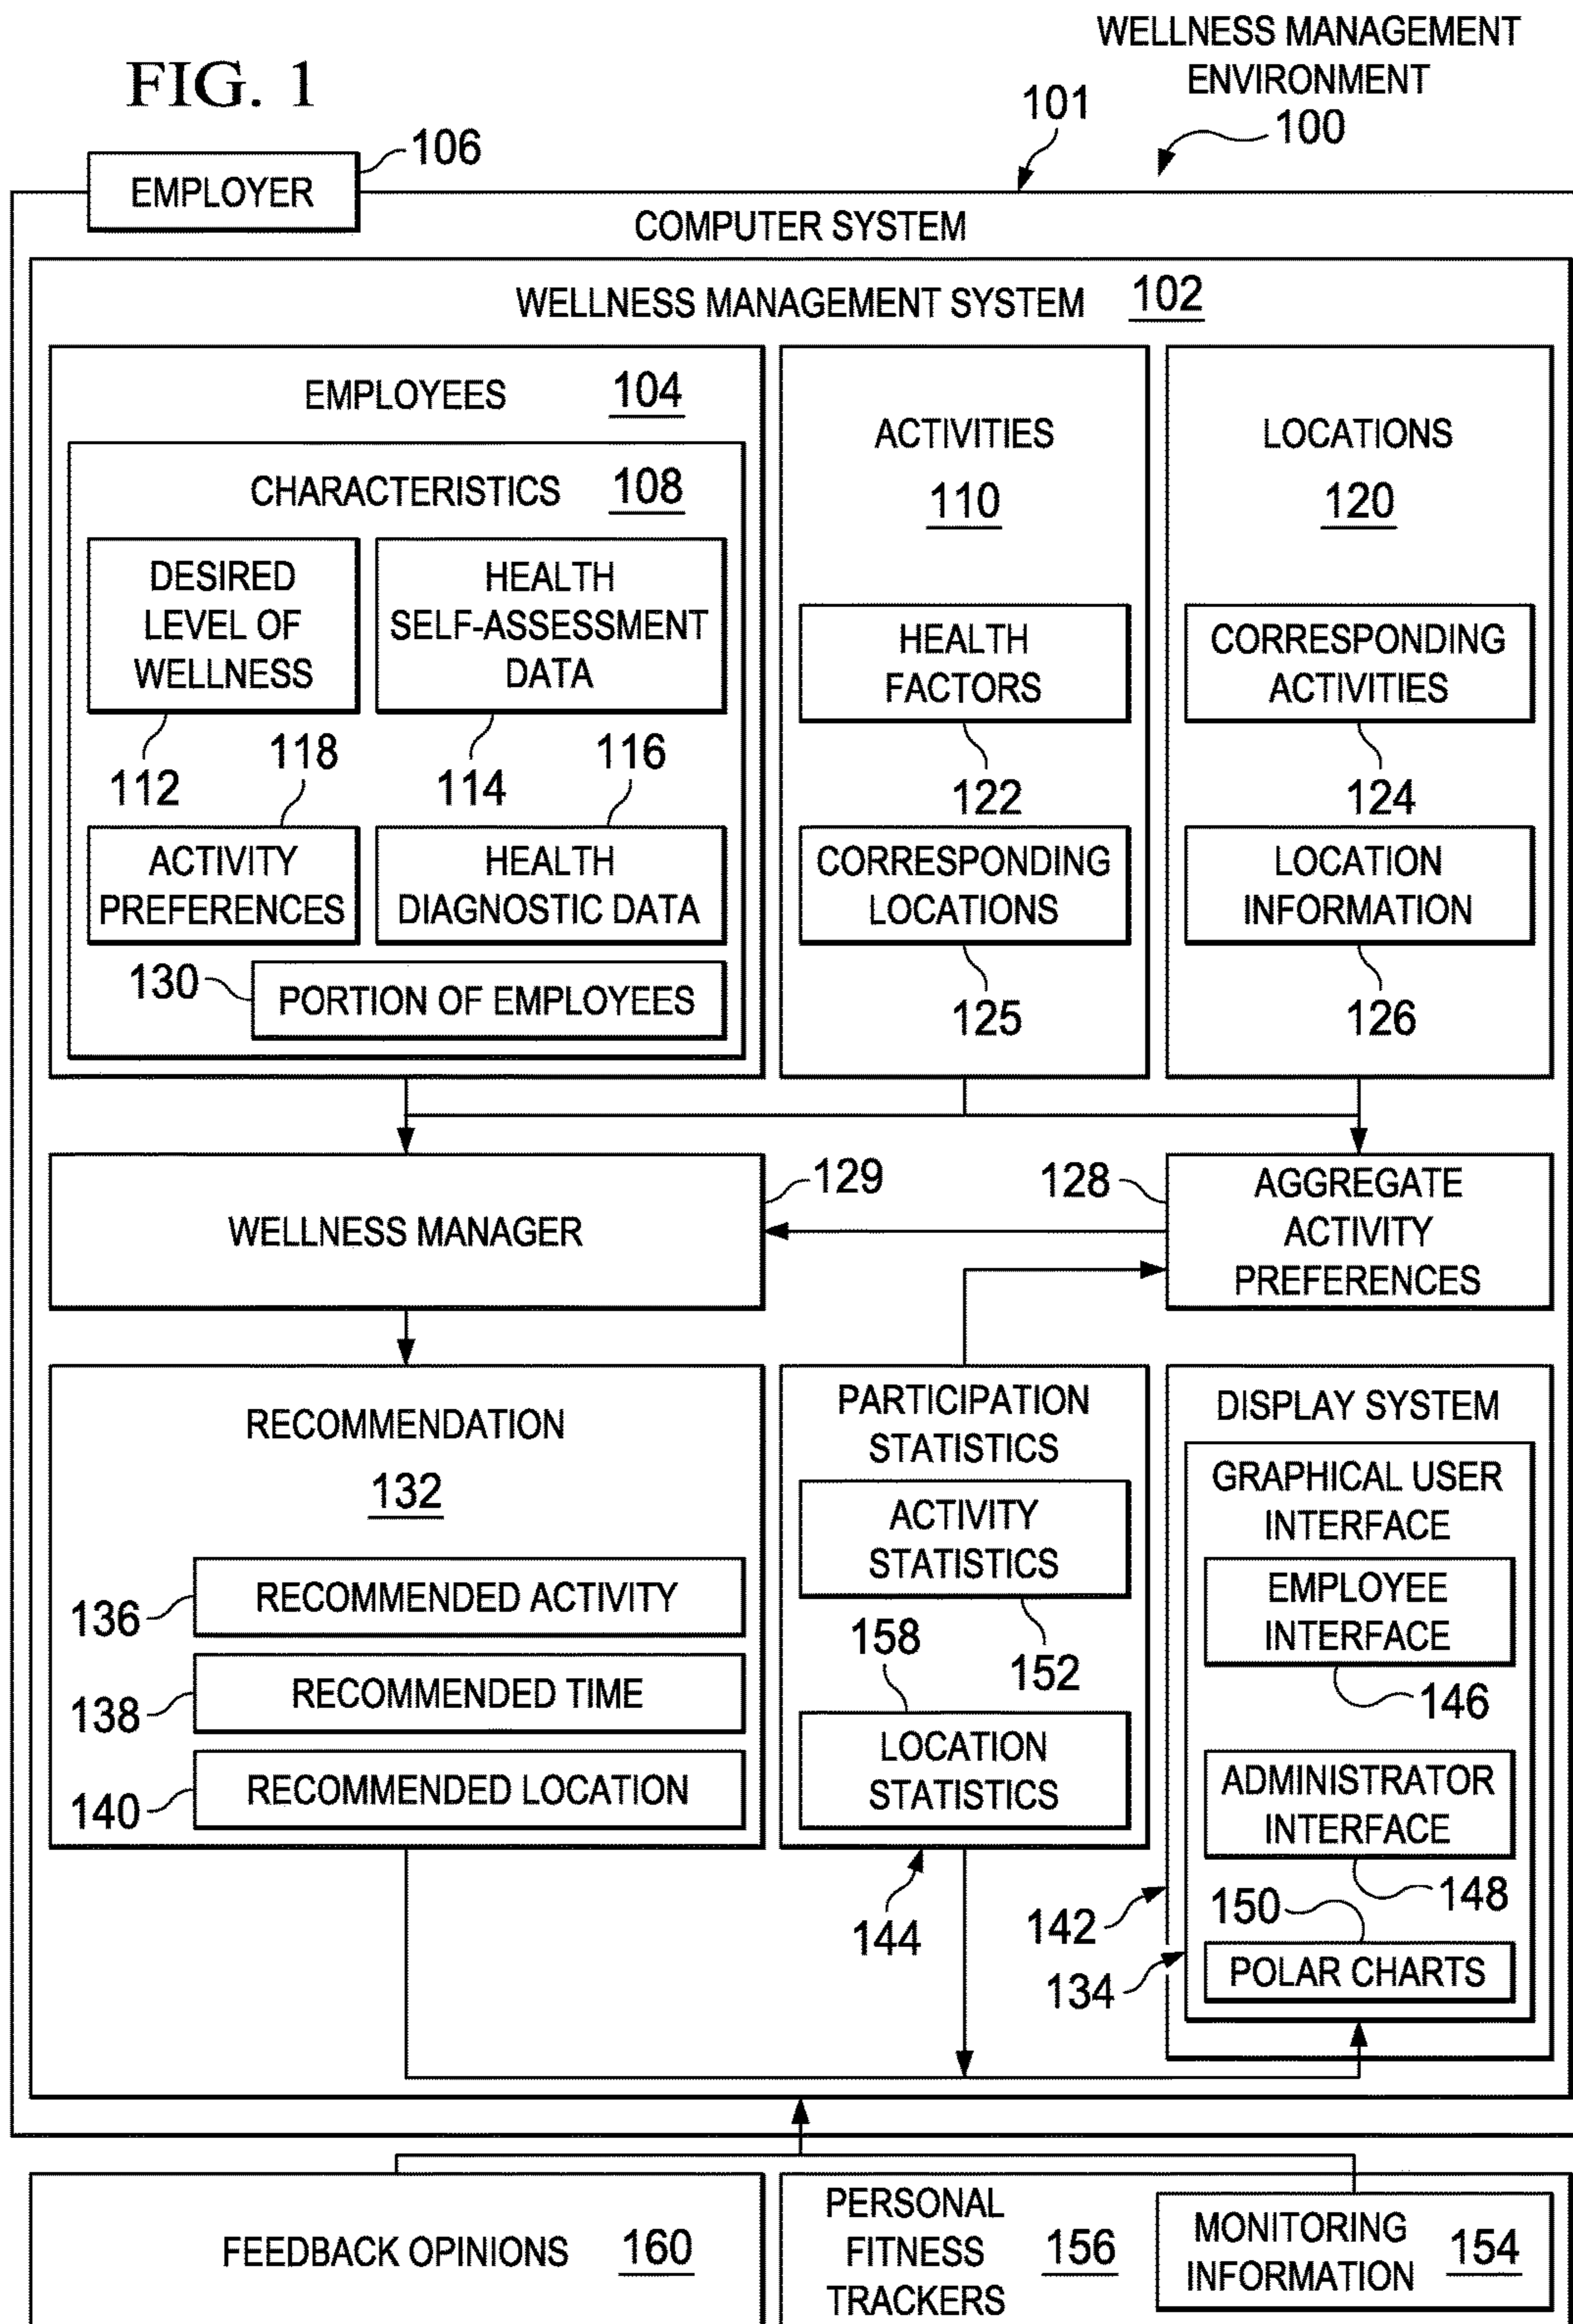 FIG. 1
WELLNESS MANAGEMENT
ENVIRONMENT
100
101
106
EMPLOYER
COMPUTER SYSTEM
WELLNESS MANAGEMENT SYSTEM 102
EMPLOYEES 104
CHARACTERISTICS 108
DESIRED
LEVEL OF
WELLNESS
112
HEALTH
SELF-ASSESSMENT
DATA
114
118
ACTIVITY
PREFERENCES
116
HEALTH
DIAGNOSTIC DATA
130
PORTION OF EMPLOYEES
ACTIVITIES
110
HEALTH
FACTORS
122
CORRESPONDING
LOCATIONS
125
LOCATIONS
120
CORRESPONDING
ACTIVITIES
124
LOCATION
INFORMATION
126
WELLNESS MANAGER
129
128
AGGREGATE
ACTIVITY
PREFERENCES
RECOMMENDATION
132
136
RECOMMENDED ACTIVITY
138
RECOMMENDED TIME
140
RECOMMENDED LOCATION
PARTICIPATION
STATISTICS
ACTIVITY
STATISTICS
152
158
LOCATION
STATISTICS
144
DISPLAY SYSTEM
GRAPHICAL USER
INTERFACE
EMPLOYEE
INTERFACE
146
ADMINISTRATOR
INTERFACE
148
150
POLAR CHARTS
142
134
FEEDBACK OPINIONS 160
PERSONAL
FITNESS
TRACKERS
156
MONITORING
INFORMATION
154